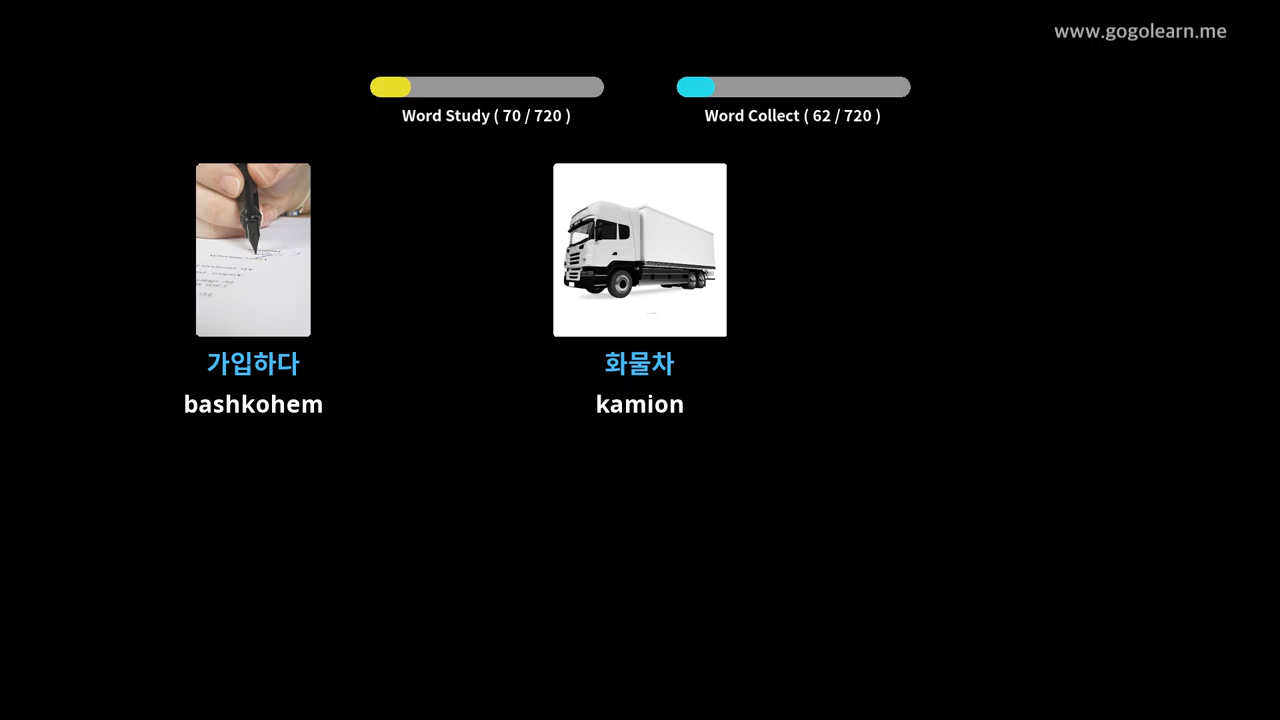 www.gogolearn.me
Word Study ( 70 / 720 )
Word Collect ( 62 / 720 )
가입하다
bashkohem
화물차
kamion